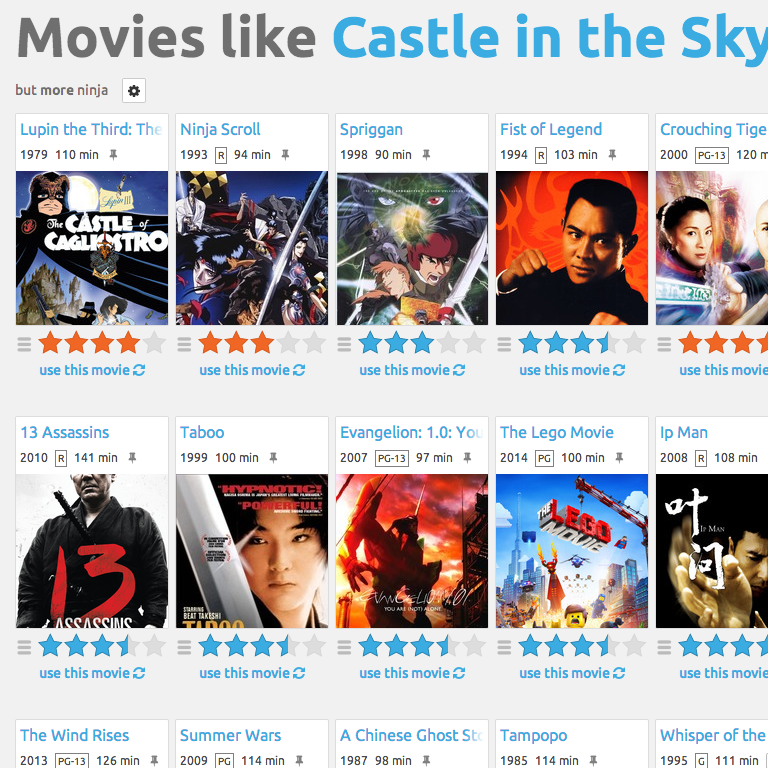 Movies like Castle in the Sky
but more ninja
Lupin the Third: The
Ninja Scroll
Spriggan
Fist of Legend
Crouching Tige
1979 110 min
1993 R 94 min
1998 90 min
1994 R 103 min
2000 PG-13 120 m
Lupin III
The CASTLE of
CAGLIOSTRO
use this movie
use this movie
use this movie
use this movie
use this movie
13 Assassins
Taboo
Evangelion: 1.0: You
The Lego Movie
Ip Man
2010 R 141 min
1999 100 min
2007 PG-13 97 min
2014 PG 100 min
2008 R 108 min
13
ASSASSINS
"HYPNOTIC!
"POWERFUL!
STARRING
BEAT TAKESHI
TABOO
EVANGELION:1.01
YOU ARE (NOT) ALONE.
THE LEGO
MOVIE
叶
问
IP MAN
use this movie
use this movie
use this movie
use this movie
use this movie
The Wind Rises
Summer Wars
A Chinese Ghost Sto
Tampopo
Whisper of the
2013 PG-13 126 min
2009 PG 114 min
1987 98 min
1985 114 min
1995 G 111 min